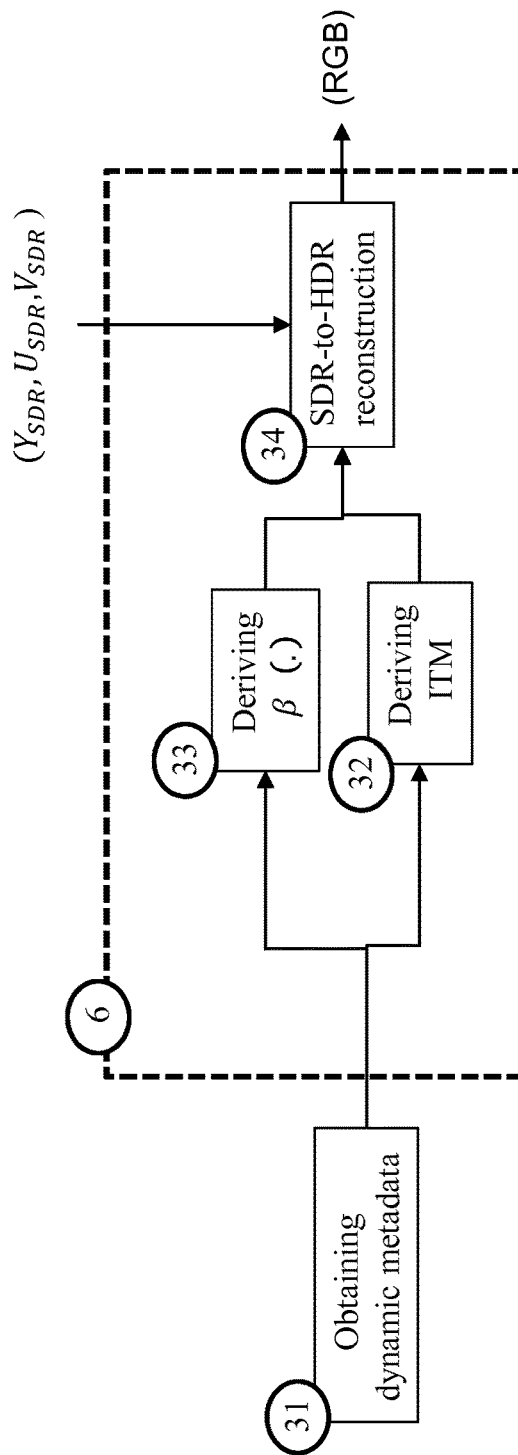 (Y_SDR, U_SDR, V_SDR)
6
31
Obtaining
dynamic metadata
33
Deriving
β (.)
32
Deriving
ITM
34
SDR-to-HDR
reconstruction
(RGB)